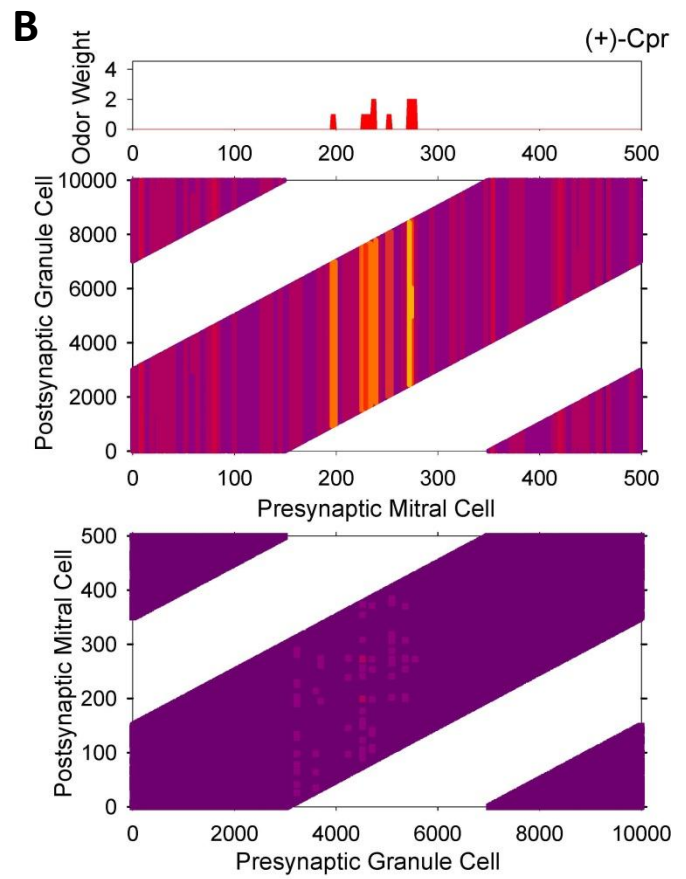 B
(+)-Cpr
Odor Weight
4
2
0
0 100 200 300 400 500
Postsynaptic Granule Cell
10000
8000
6000
4000
2000
0
0 100 200 300 400 500
Presynaptic Mitral Cell
Postsynaptic Mitral Cell
500
400
300
200
100
0
0 2000 4000 6000 8000 10000
Presynaptic Granule Cell